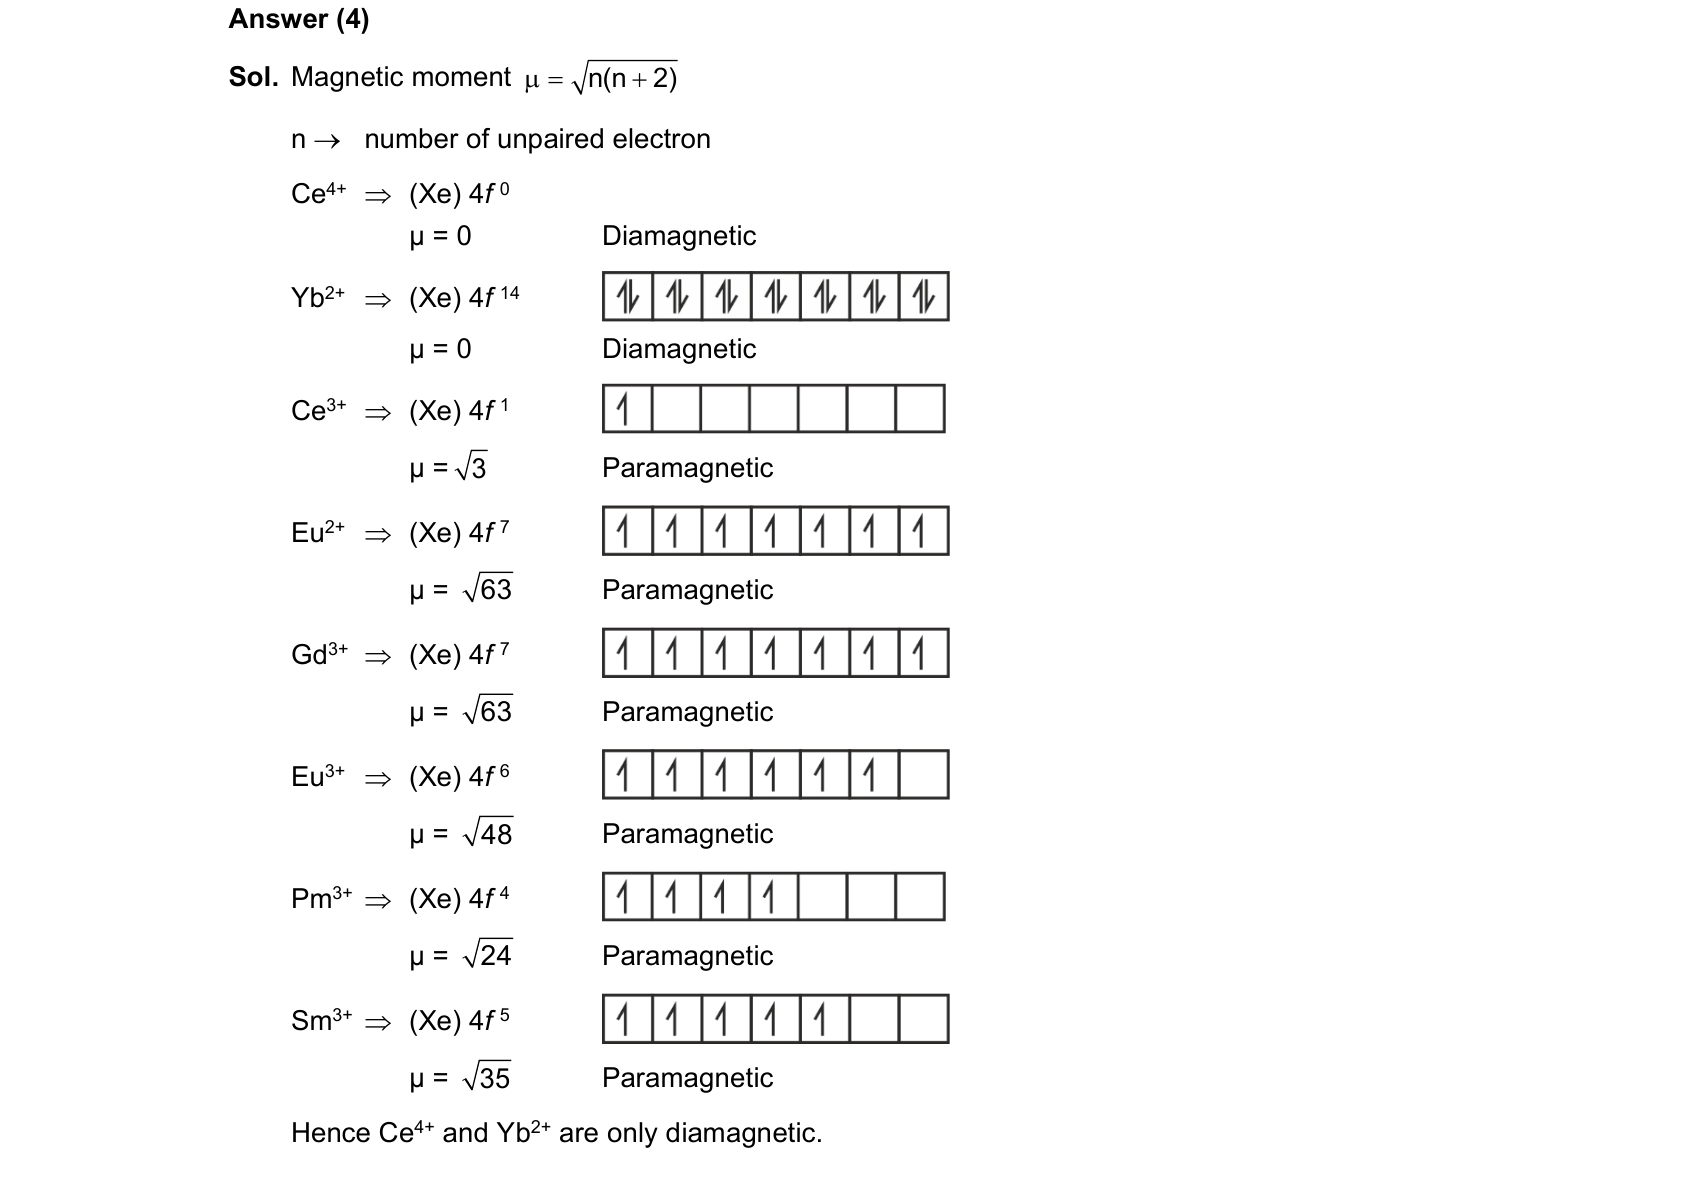 Answer (4)
Sol. Magnetic moment μ = √n(n + 2)
n → number of unpaired electron
Ce⁴⁺ ⇒ (Xe) 4f⁰
μ = 0 Diamagnetic
Yb²⁺ ⇒ (Xe) 4f¹⁴ ⥮ ⥮ ⥮ ⥮ ⥮ ⥮ ⥮
μ = 0 Diamagnetic
Ce³⁺ ⇒ (Xe) 4f¹ ↿
μ = √3 Paramagnetic
Eu²⁺ ⇒ (Xe) 4f⁷ ↿ ↿ ↿ ↿ ↿ ↿ ↿
μ = √63 Paramagnetic
Gd³⁺ ⇒ (Xe) 4f⁷ ↿ ↿ ↿ ↿ ↿ ↿ ↿
μ = √63 Paramagnetic
Eu³⁺ ⇒ (Xe) 4f⁶ ↿ ↿ ↿ ↿ ↿ ↿
μ = √48 Paramagnetic
Pm³⁺ ⇒ (Xe) 4f⁴ ↿ ↿ ↿ ↿
μ = √24 Paramagnetic
Sm³⁺ ⇒ (Xe) 4f⁵ ↿ ↿ ↿ ↿ ↿
μ = √35 Paramagnetic
Hence Ce⁴⁺ and Yb²⁺ are only diamagnetic.